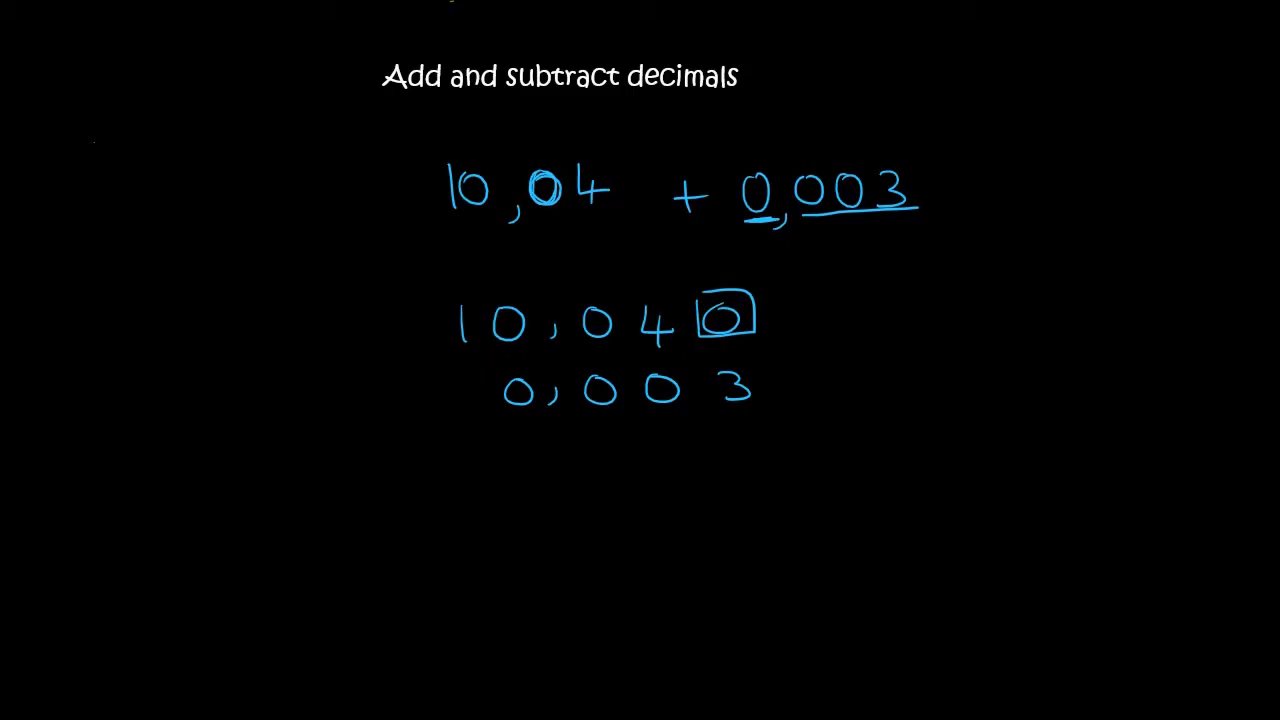 Add and subtract decimals
10,04 + 0,003
10,040
0,003